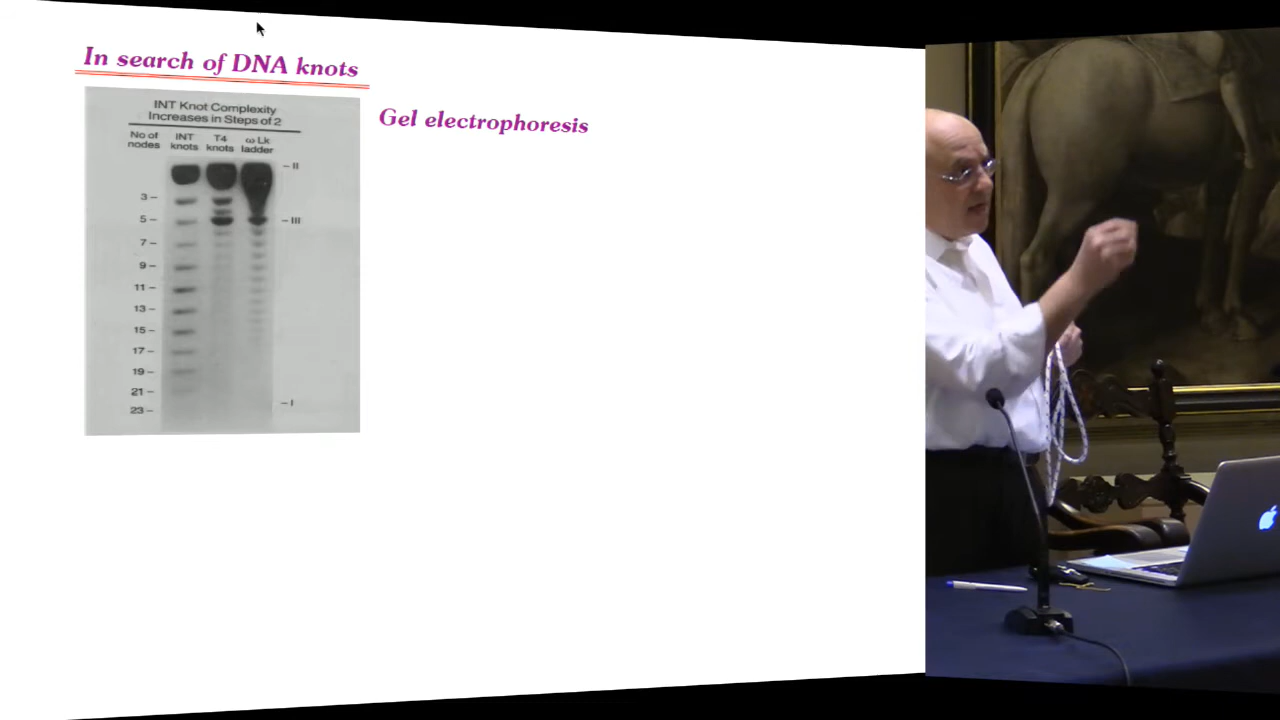 In search of DNA knots
Gel electrophoresis
INT Knot Complexity
Increases in Steps of 2
No of nodes INT knots T4 knots ω Lk ladder
– II
3 –
5 – – III
7 –
9 –
11 –
13 –
15 –
17 –
19 –
21 –
– I
23 –